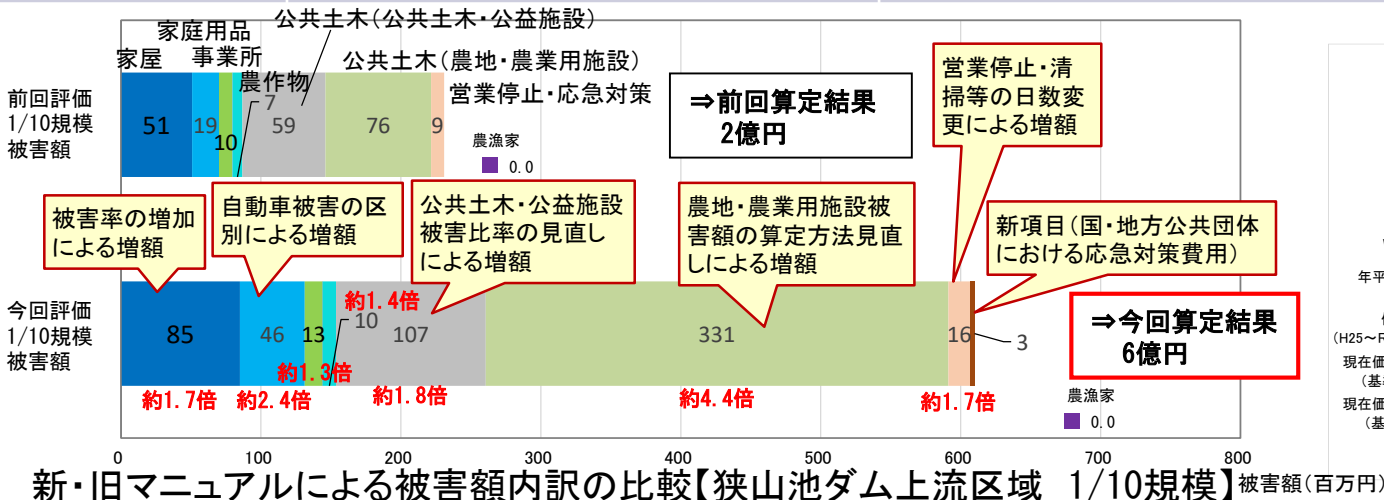 公共土木(公共土木・公益施設)
家庭用品
家屋
事業所
公共土木(農地・農業用施設)
農作物
営業停止・応急対策
前回評価
1/10規模
被害額
51
19
10
7
59
76
9
農漁家
0.0
⇒前回算定結果
2億円
営業停止・清
掃等の日数変
更による増額
被害率の増加
による増額
自動車被害の区
別による増額
公共土木・公益施設
被害比率の見直し
による増額
農地・農業用施設被
害額の算定方法見直
しによる増額
新項目(国・地方公共団体
における応急対策費用)
今回評価
1/10規模
被害額
85
46
13
10
107
331
16
3
約1.7倍
約2.4倍
約1.3倍
約1.4倍
約1.8倍
約4.4倍
約1.7倍
⇒今回算定結果
6億円
農漁家
0.0
0
100
200
300
400
500
600
700
800
新・旧マニュアルによる被害額内訳の比較【狭山池ダム上流区域 1/10規模】
被害額(百万円)
年平
(H25～R
現在価
(基
現在価
(基